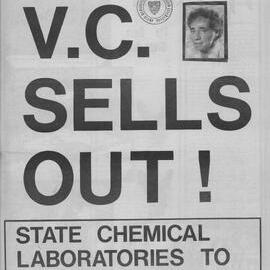 V.C.
SELLS
OUT !
STATE CHEMICAL
LABORATORIES TO